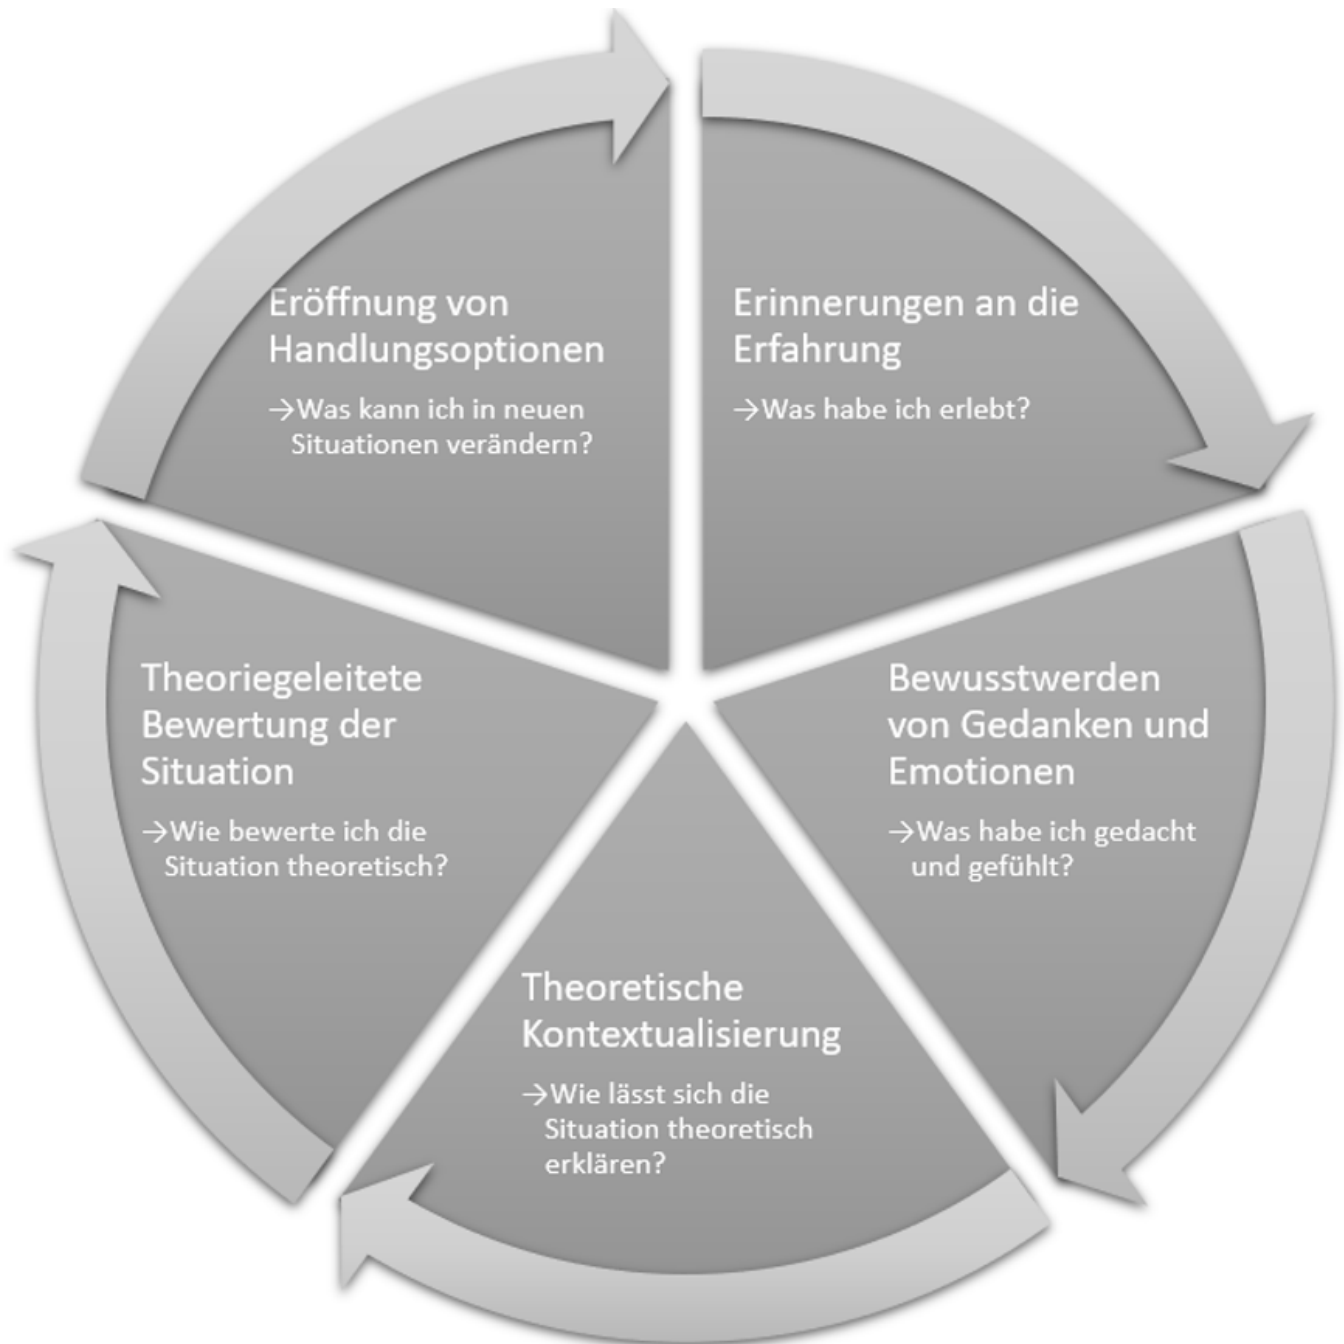 Erinnerungen an die
Erfahrung
→Was habe ich erlebt?
Bewusstwerden
von Gedanken und
Emotionen
→Was habe ich gedacht
und gefühlt?
Theoretische
Kontextualisierung
→Wie lässt sich die
Situation theoretisch
erklären?
Theoriegeleitete
Bewertung der
Situation
→Wie bewerte ich die
Situation theoretisch?
Eröffnung von
Handlungsoptionen
→Was kann ich in neuen
Situationen verändern?